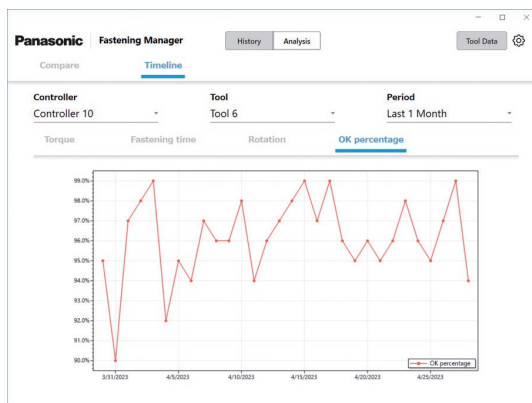 Panasonic Fastening Manager History Analysis Tool Data
Compare Timeline
Controller Tool Period
Controller 10 Tool 6 Last 1 Month
Torque Fastening time Rotation OK percentage
99.0%
98.0%
97.0%
96.0%
95.0%
94.0%
93.0%
92.0%
91.0%
90.0%
OK percentage
3/31/2023 4/5/2023 4/10/2023 4/15/2023 4/20/2023 4/25/2023